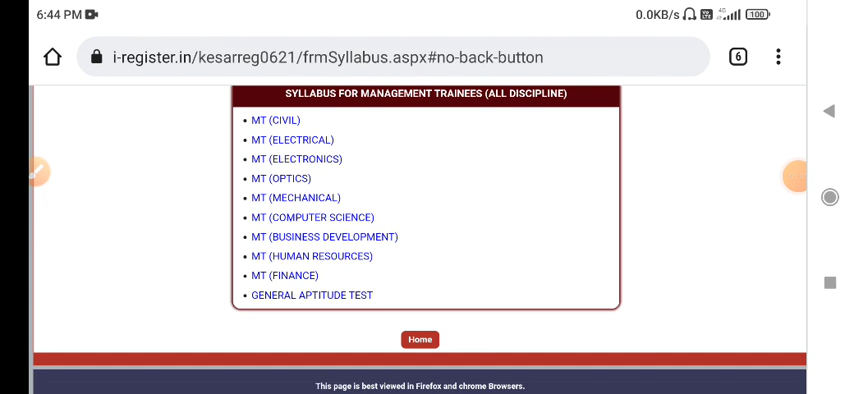 6:44 PM
0.0KB/s 4G 100
i-register.in/kesarreg0621/frmSyllabus.aspx#no-back-button
6
SYLLABUS FOR MANAGEMENT TRAINEES (ALL DISCIPLINE)
• MT (CIVIL)
• MT (ELECTRICAL)
• MT (ELECTRONICS)
• MT (OPTICS)
• MT (MECHANICAL)
• MT (COMPUTER SCIENCE)
• MT (BUSINESS DEVELOPMENT)
• MT (HUMAN RESOURCES)
• MT (FINANCE)
• GENERAL APTITUDE TEST
Home
This page is best viewed in Firefox and chrome Browsers.